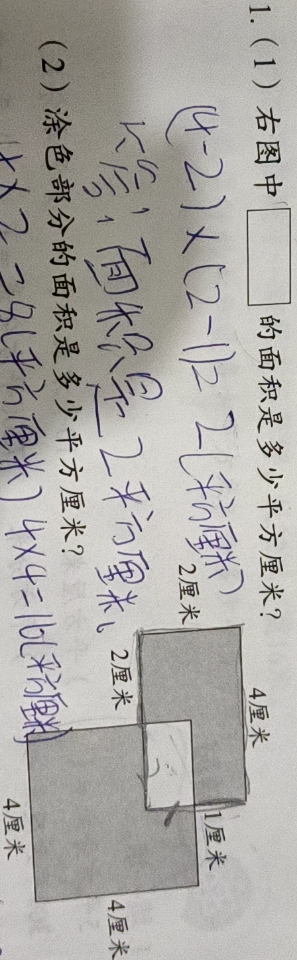 1.(1)右图中 的面积是多少平方厘米?
(4-2)×(2-1)= 2(平方厘米)
答:面积是2平方厘米。
(2)涂色部分的面积是多少平方厘米?
4×2=8(平方厘米) 4×4=16(平方厘米)
4厘米
2厘米
1厘米
2厘米
4厘米
4厘米